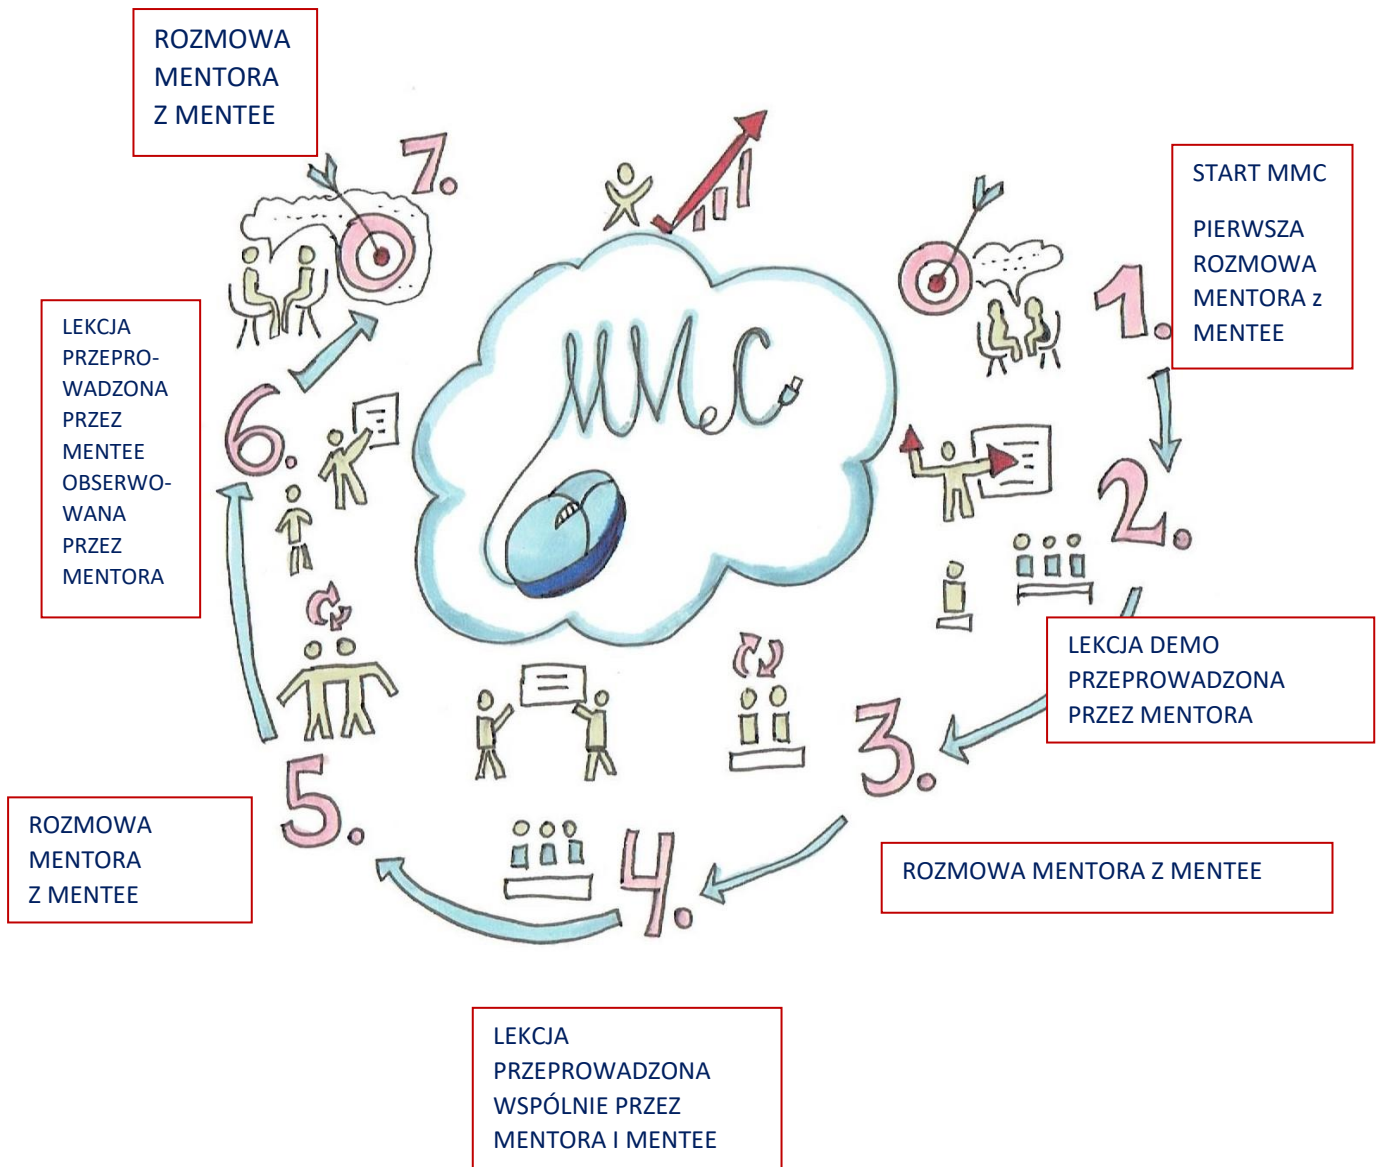 ROZMOWA
MENTORA
Z MENTEE
7.
START MMC
PIERWSZA
ROZMOWA
MENTORA z
MENTEE
1.
MMC
LEKCJA
PRZEPRO-
WADZONA
PRZEZ
MENTEE
OBSERWO-
WANA
PRZEZ
MENTORA
6.
2.
LEKCJA DEMO
PRZEPROWADZONA
PRZEZ MENTORA
3.
5.
ROZMOWA
MENTORA
Z MENTEE
4.
ROZMOWA MENTORA Z MENTEE
LEKCJA
PRZEPROWADZONA
WSPÓLNIE PRZEZ
MENTORA I MENTEE